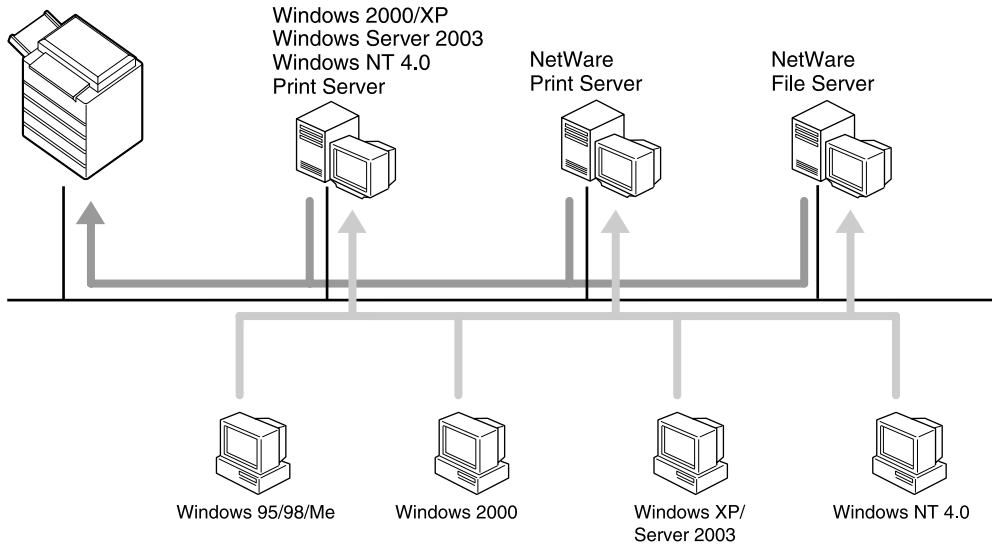 Windows 2000/XP
Windows Server 2003
Windows NT 4.0
Print Server
NetWare
Print Server
NetWare
File Server
Windows 95/98/Me
Windows 2000
Windows XP/
Server 2003
Windows NT 4.0